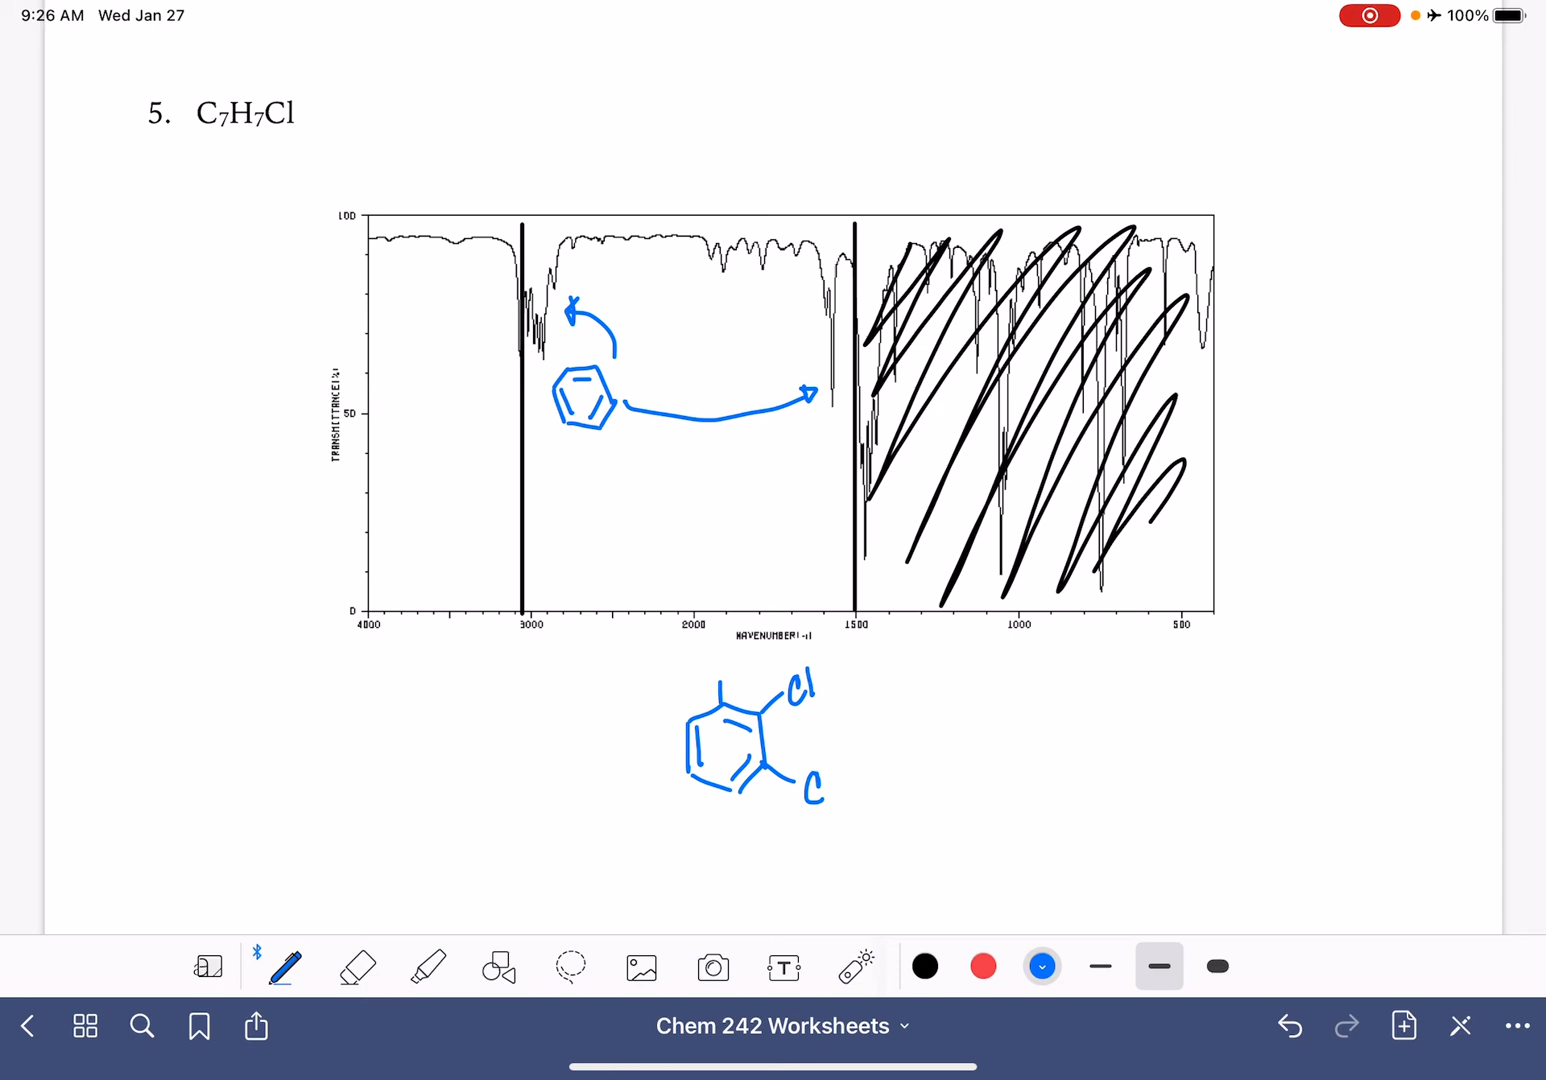 9:26 AM Wed Jan 27
100%
5. C₇H₇Cl
100
50
0
TRANSMITTANCE[%]
4000 3000 2000 1500 1000 500
WAVENUMBER[-1]
Cl
C
T
Chem 242 Worksheets